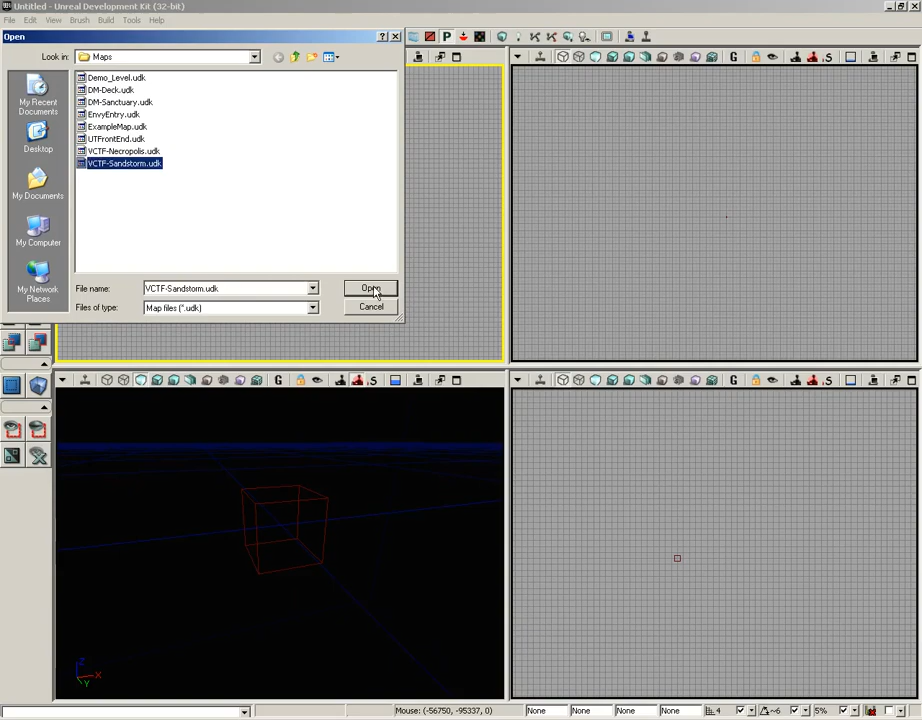 Untitled - Unreal Development Kit (32-bit)
File Edit View Brush Build Tools Help
Open
Look in: Maps
Demo_Level.udk
DM-Deck.udk
DM-Sanctuary.udk
EnvyEntry.udk
ExampleMap.udk
UTFrontEnd.udk
VCTF-Necropolis.udk
VCTF-Sandstorm.udk
My Recent
Documents
Desktop
My Documents
My Computer
My Network
Places
File name: VCTF-Sandstorm.udk Open
Files of type: Map files (*.udk) Cancel
P
G
S
G
S
G
S
Z
X
Y
Mouse: (-56750, -95337, 0) None None None None 4 6 5%